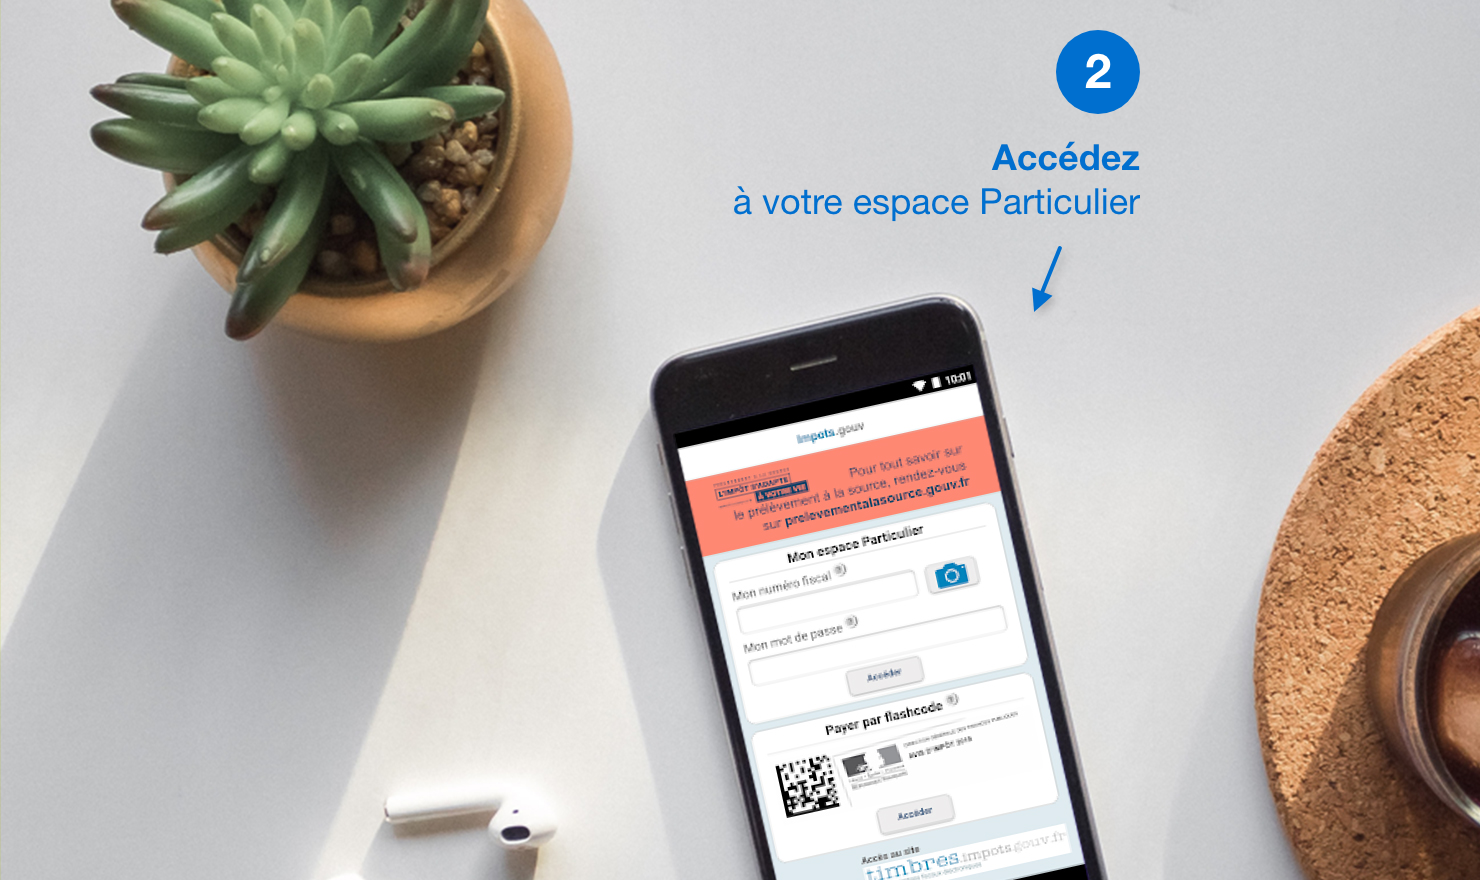 2
Accédez
à votre espace Particulier
10:01
Impots.gouv
L'IMPÔT S'ADAPTE
À VOTRE VIE
Pour tout savoir sur
le prélèvement à la source, rendez-vous
sur prelevementalasource.gouv.fr
Mon espace Particulier
Mon numéro fiscal
Mon mot de passe
Accéder
Payer par flashcode
AVIS D'IMPÔT
Accéder
Accès au site
timbres.impots.gouv.fr